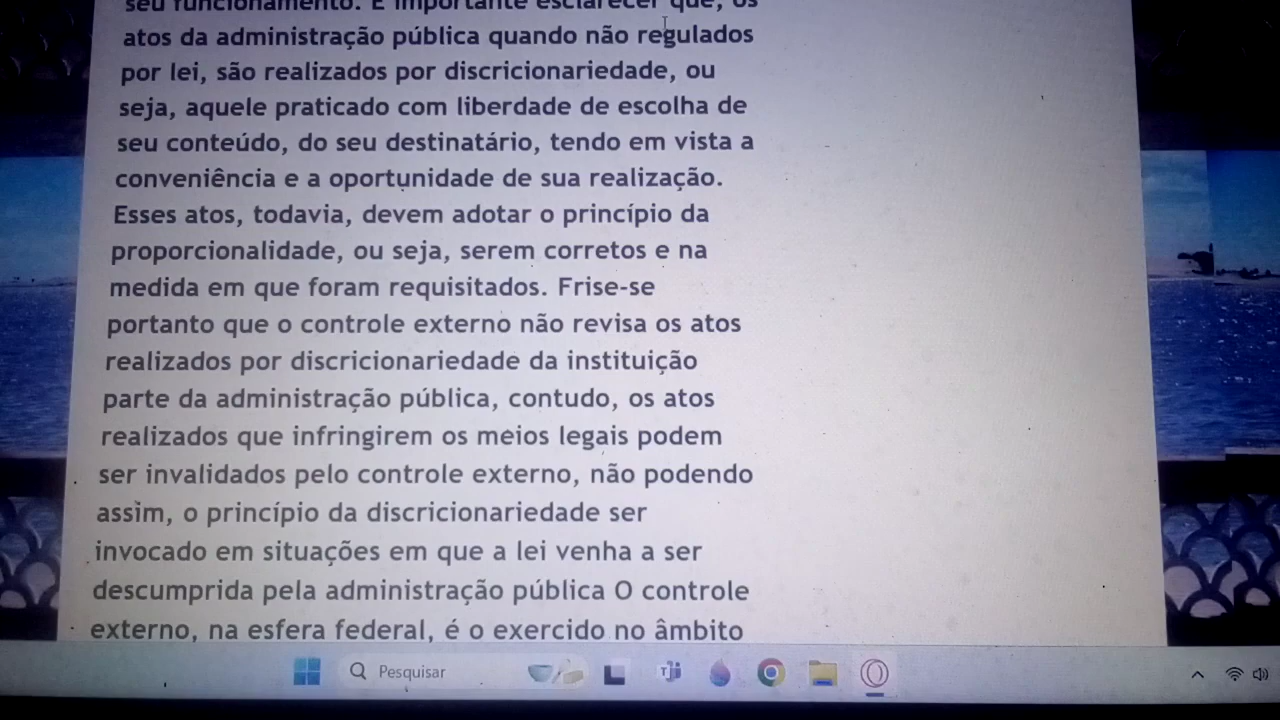 seu funcionamento. É importante esclarecer que, os
atos da administração pública quando não regulados
por lei, são realizados por discricionariedade, ou
seja, aquele praticado com liberdade de escolha de
seu conteúdo, do seu destinatário, tendo em vista a
conveniência e a oportunidade de sua realização.
Esses atos, todavia, devem adotar o princípio da
proporcionalidade, ou seja, serem corretos e na
medida em que foram requisitados. Frise-se
portanto que o controle externo não revisa os atos
realizados por discricionariedade da instituição
parte da administração pública, contudo, os atos
realizados que infringirem os meios legais podem
ser invalidados pelo controle externo, não podendo
assim, o princípio da discricionariedade ser
invocado em situações em que a lei venha a ser
descumprida pela administração pública O controle
externo, na esfera federal, é o exercido no âmbito
Pesquisar